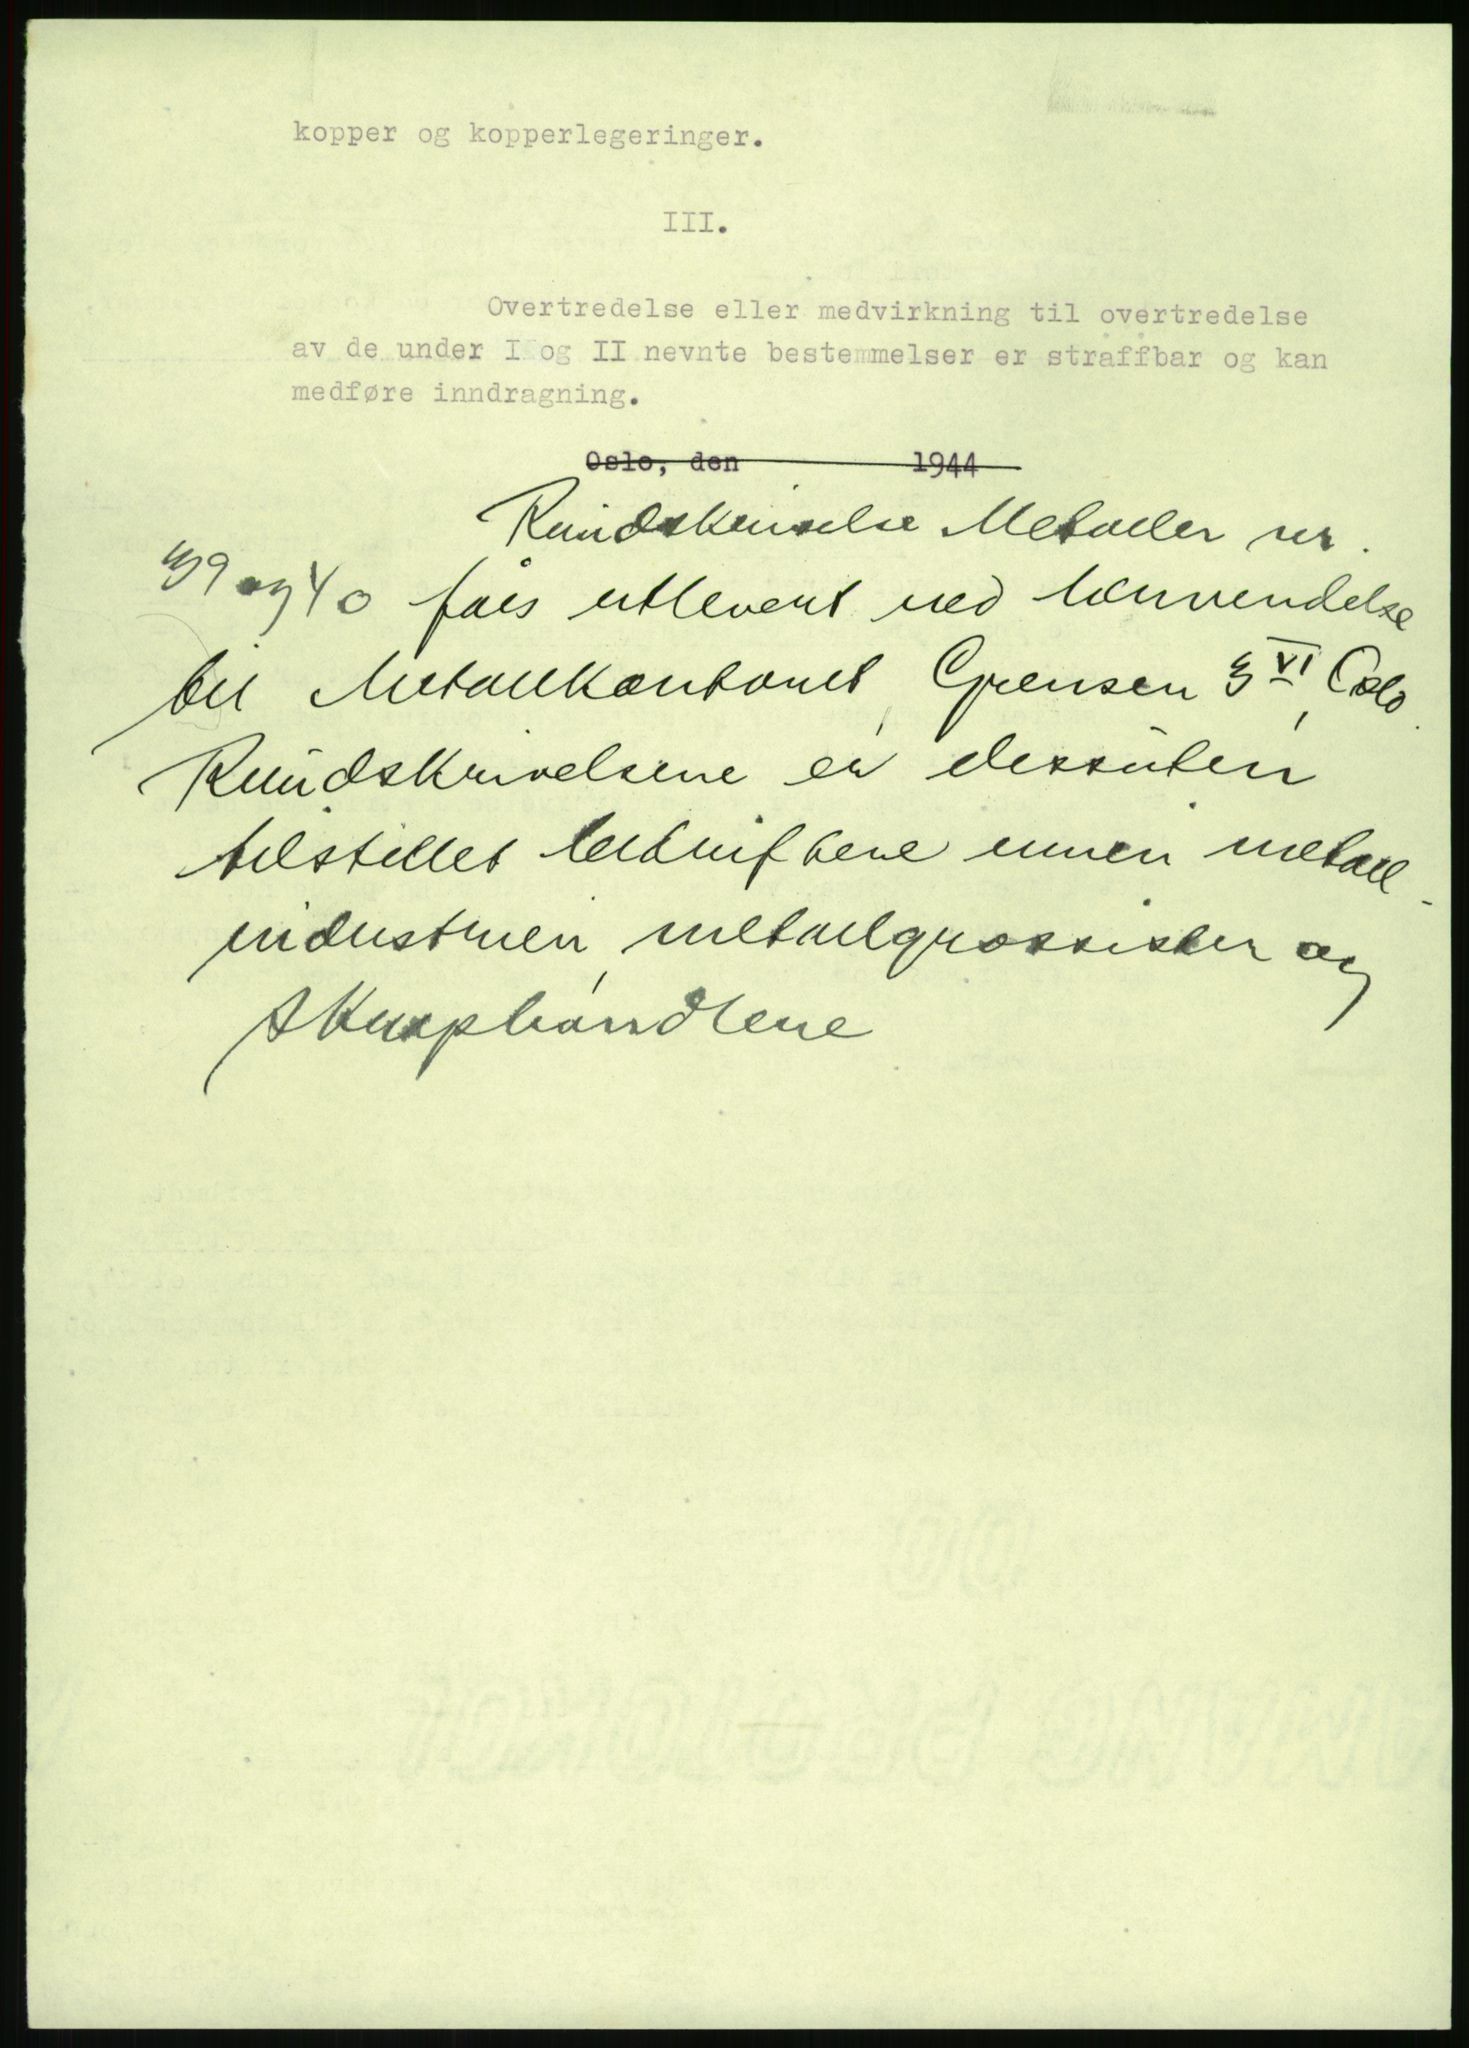 kopper og kopperlegeringer.
III.
Overtredelse eller medvirkning til overtredelse
av de under I og II nevnte bestemmelser er straffbar og kan
medføre inndragning.
Oslo, den 1944
Rundskrivelse Metaller nr.
39 og 40 fåes utlevert ved henvendelse
til Metallkontoret, Grensen 3 VI, Oslo.
Rundskrivelsene er dessuten
tilstillet bedriftene innen metall-
industrien, metallgrossister og
skraphandlene